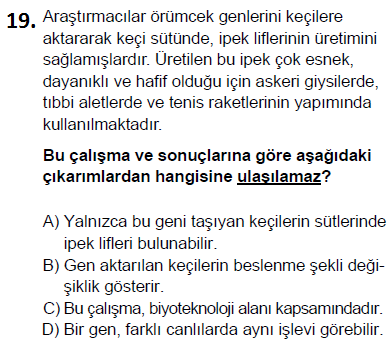 19. Araştırmacılar örümcek genlerini keçilere
aktararak keçi sütünde, ipek liflerinin üretimini
sağlamışlardır. Üretilen bu ipek çok esnek,
dayanıklı ve hafif olduğu için askeri giysilerde,
tıbbi aletlerde ve tenis raketlerinin yapımında
kullanılmaktadır.
Bu çalışma ve sonuçlarına göre aşağıdaki
çıkarımlardan hangisine ulaşılamaz?
A) Yalnızca bu geni taşıyan keçilerin sütlerinde
ipek lifleri bulunabilir.
B) Gen aktarılan keçilerin beslenme şekli deği-
şiklik gösterir.
C) Bu çalışma, biyoteknoloji alanı kapsamındadır.
D) Bir gen, farklı canlılarda aynı işlevi görebilir.